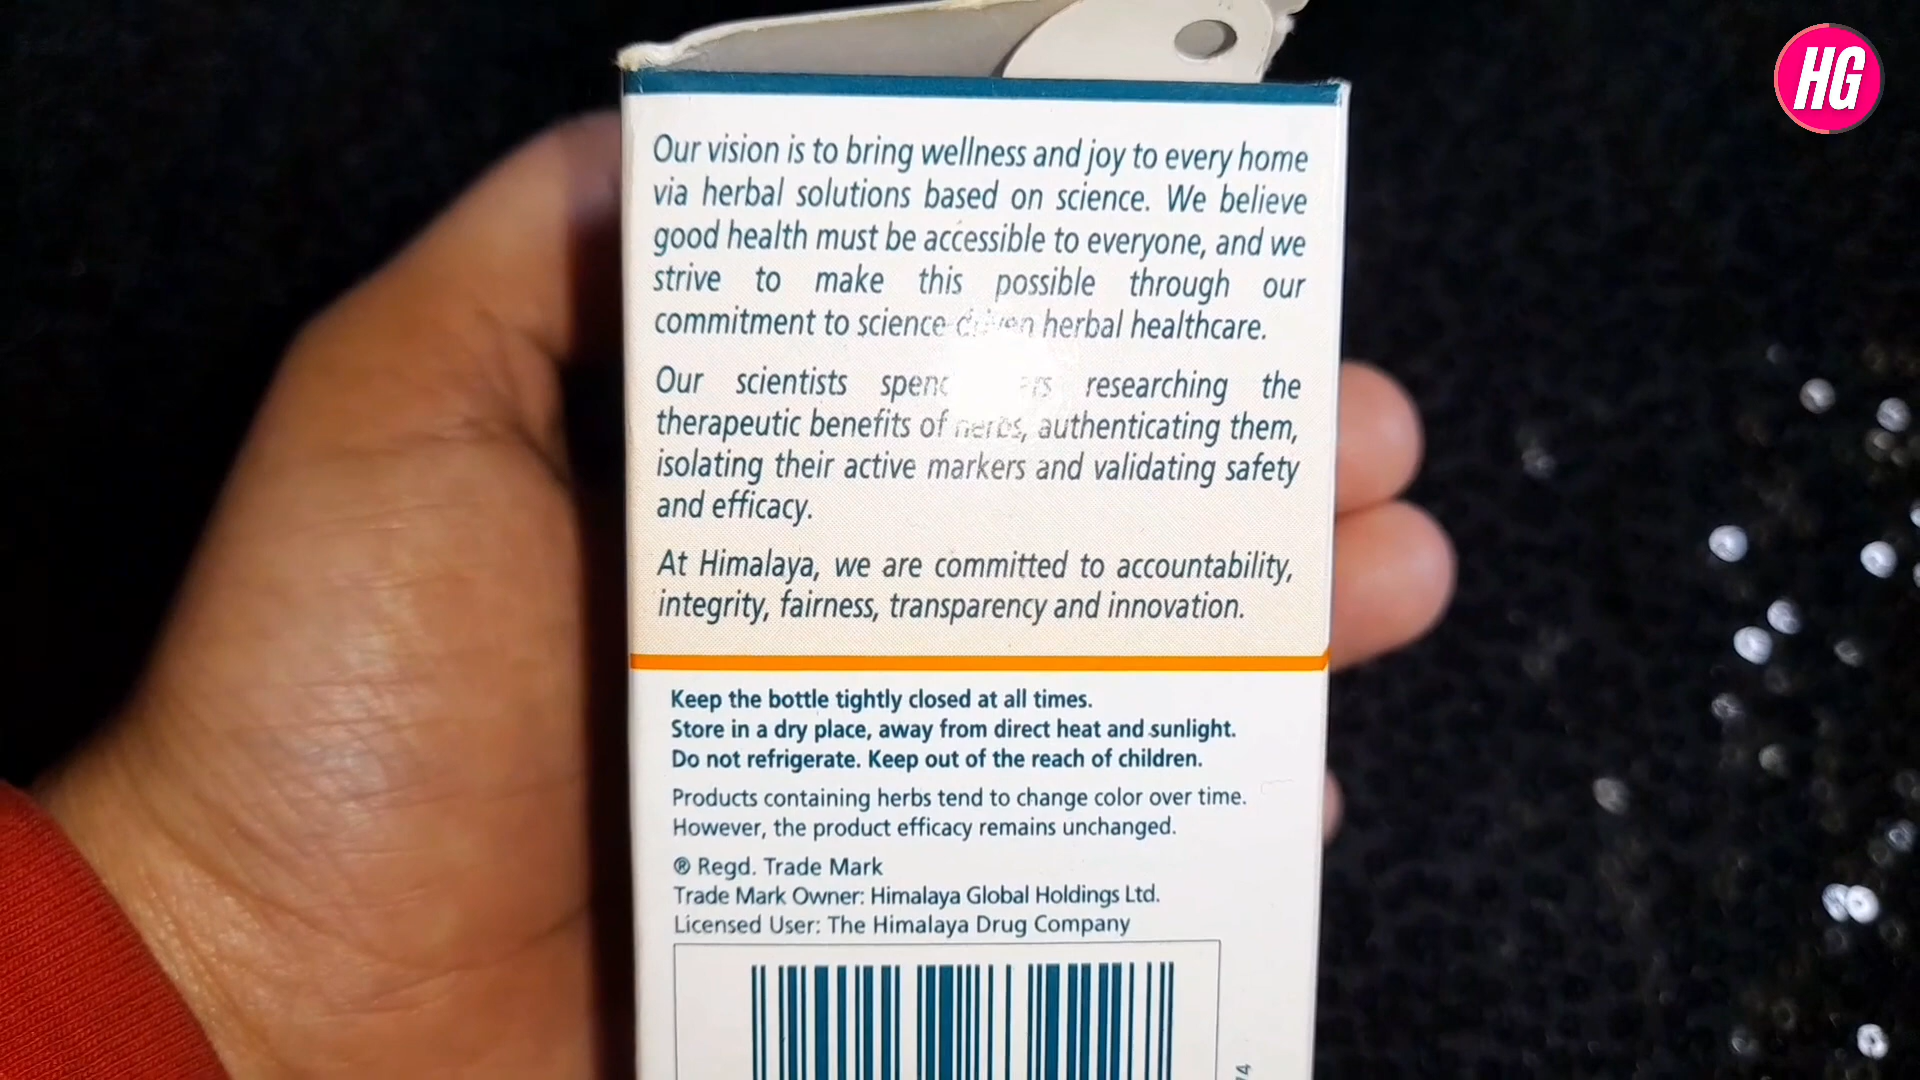 HG
Our vision is to bring wellness and joy to every home
via herbal solutions based on science. We believe
good health must be accessible to everyone, and we
strive to make this possible through our
commitment to science-driven herbal healthcare.
Our scientists researching the
therapeutic benefits of herbs, authenticating them,
isolating their active markers and validating safety
and efficacy.
At Himalaya, we are committed to accountability,
integrity, fairness, transparency and innovation.
Keep the bottle tightly closed at all times.
Store in a dry place, away from direct heat and sunlight.
Do not refrigerate. Keep out of the reach of children.
Products containing herbs tend to change color over time.
However, the product efficacy remains unchanged.
® Regd. Trade Mark
Trade Mark Owner: Himalaya Global Holdings Ltd.
Licensed User: The Himalaya Drug Company